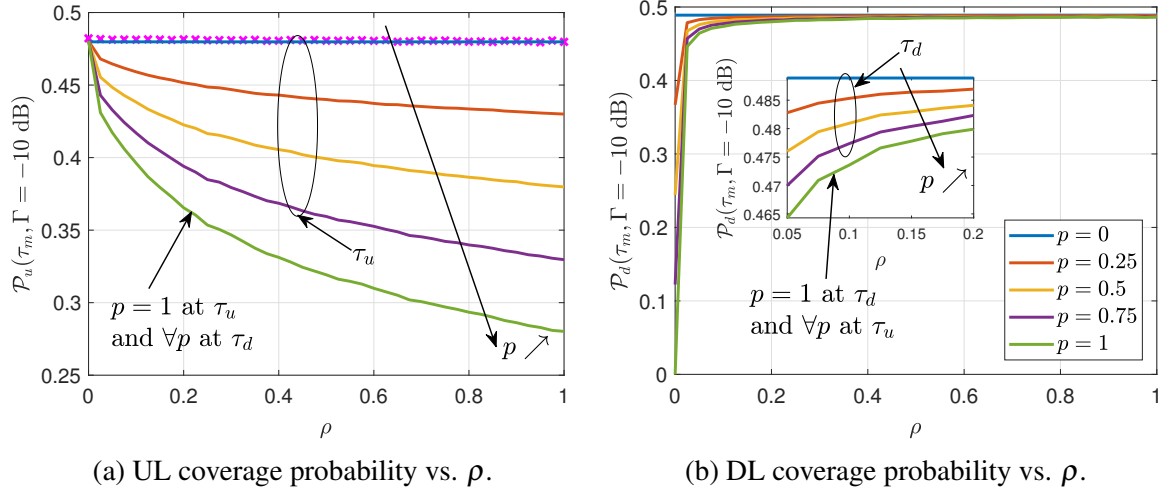 0.5
0.45
0.4
0.35
0.3
0.25
0
0.2
0.4
0.6
0.8
1
ρ
𝒫_u(τ_m, Γ = −10 dB)
τ_u
p = 1 at τ_u
and ∀p at τ_d
p ↗
(a) UL coverage probability vs. ρ.
0.5
0.4
0.3
0.2
0.1
0
0
0.2
0.4
0.6
0.8
1
ρ
𝒫_d(τ_m, Γ = −10 dB)
0.485
0.48
0.475
0.47
0.465
0.05
0.1
0.15
0.2
ρ
𝒫_d(τ_m, Γ = −10 dB)
τ_d
p ↗
p = 1 at τ_d
and ∀p at τ_u
p = 0
p = 0.25
p = 0.5
p = 0.75
p = 1
(b) DL coverage probability vs. ρ.